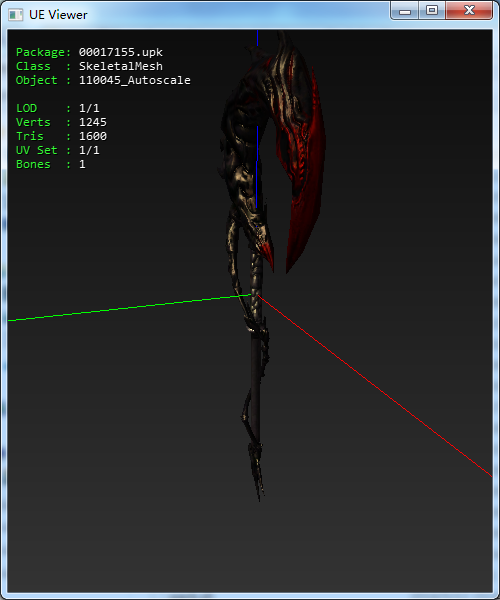 UE Viewer
Package: 00017155.upk
Class  : SkeletalMesh
Object : 110045_Autoscale
LOD    : 1/1
Verts  : 1245
Tris   : 1600
UV Set : 1/1
Bones  : 1